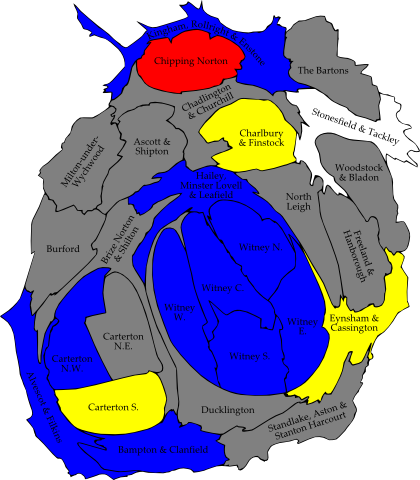 Kingham, Rollright & Enstone
Chipping Norton
The Bartons
Chadlington
& Churchill
Stonesfield & Tackley
Charlbury
& Finstock
Ascott &
Shipton
Milton-under-
Wychwood
Woodstock
& Bladon
Hailey,
Minster Lovell
& Leafield
North
Leigh
Freeland &
Hanborough
Brize Norton
& Shilton
Burford
Witney N.
Witney C.
Witney
W.
Witney
E.
Witney S.
Eynsham &
Cassington
Carterton
N.E.
Carterton
N.W.
Carterton S.
Ducklington
Standlake, Aston &
Stanton Harcourt
Bampton & Clanfield